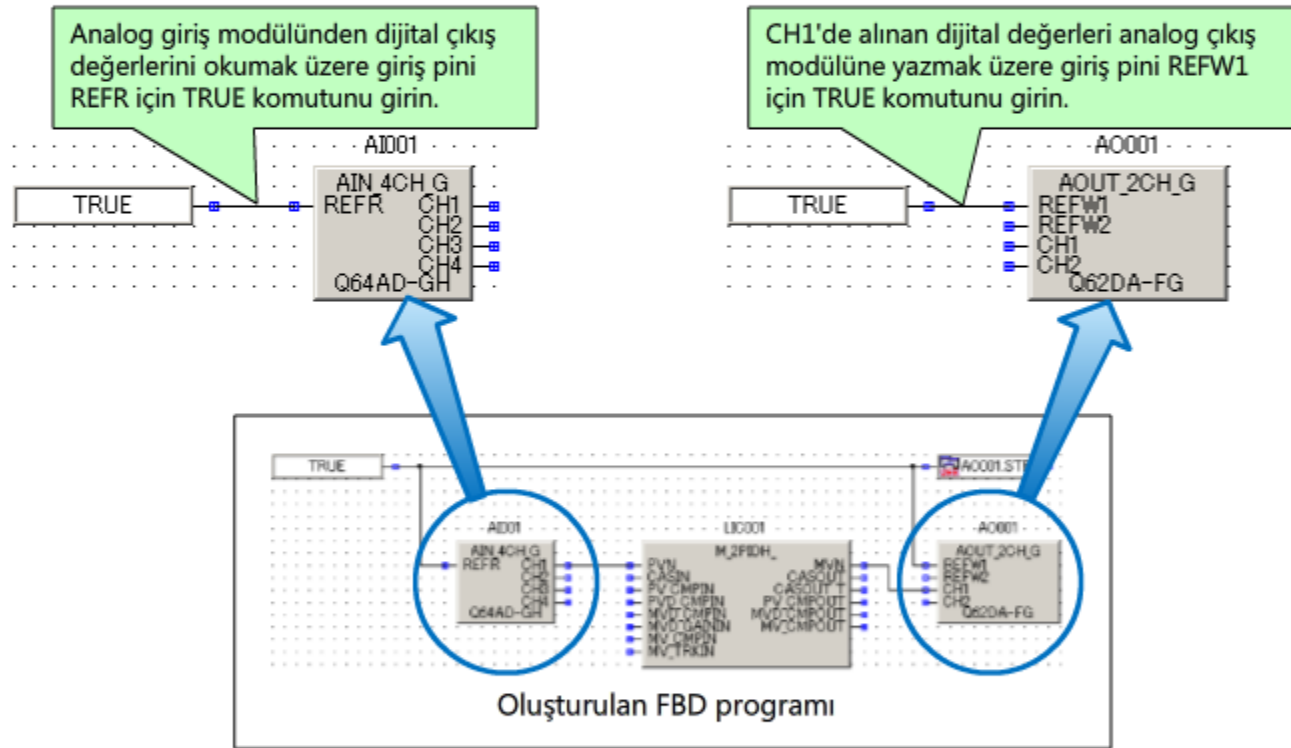 Analog giriş modülünden dijital çıkış
değerlerini okumak üzere giriş pini
REFR için TRUE komutunu girin.
CH1'de alınan dijital değerleri analog çıkış
modülüne yazmak üzere giriş pini REFW1
için TRUE komutunu girin.
AI001
TRUE
AIN_4CH_G
REFR CH1
CH2
CH3
CH4
Q64AD-GH
AO001
TRUE
AOUT_2CH_G
REFW1
REFW2
CH1
CH2
Q62DA-FG
TRUE
AI001
AIN_4CH_G
REFR CH1
CH2
CH3
CH4
Q64AD-GH
LIC001
M_2PIDH_
PVN MVN
CASIN CASOUT
PV_CMPIN CASOUT_T
PVD_CMPIN PV_CMPOUT
MVD_CMPIN MVD_CMPOUT
MVD_GAININ MV_CMPOUT
MV_CMPIN
MV_TRKIN
AO001
AOUT_2CH_G
REFW1
REFW2
CH1
CH2
Q62DA-FG
Oluşturulan FBD programı